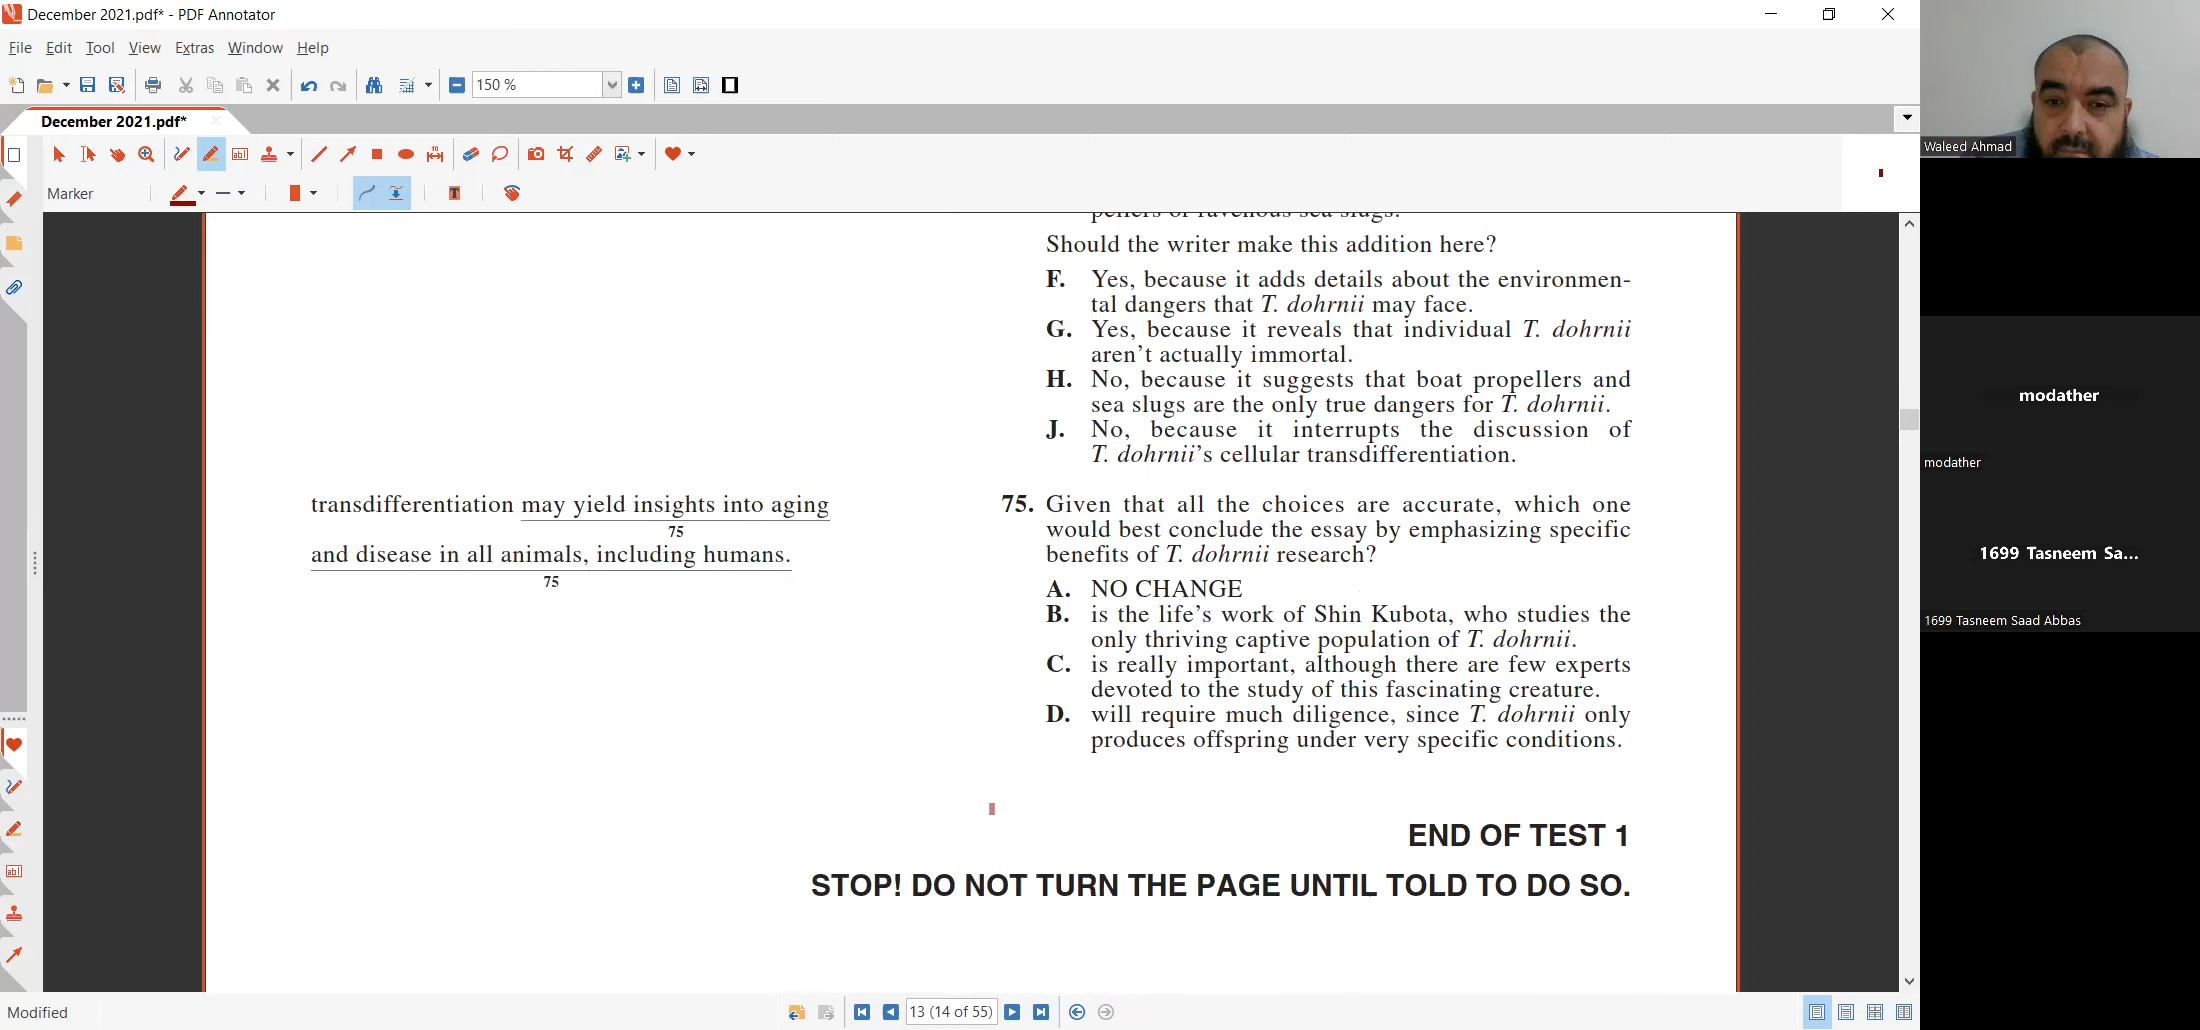 December 2021.pdf* - PDF Annotator
File Edit Tool View Extras Window Help
150 %
December 2021.pdf*
Marker
Should the writer make this addition here?
F. Yes, because it adds details about the environmen-
tal dangers that T. dohrnii may face.
G. Yes, because it reveals that individual T. dohrnii
aren't actually immortal.
H. No, because it suggests that boat propellers and
sea slugs are the only true dangers for T. dohrnii.
J. No, because it interrupts the discussion of
T. dohrnii's cellular transdifferentiation.
transdifferentiation may yield insights into aging
75
and disease in all animals, including humans.
75
75. Given that all the choices are accurate, which one
would best conclude the essay by emphasizing specific
benefits of T. dohrnii research?
A. NO CHANGE
B. is the life's work of Shin Kubota, who studies the
only thriving captive population of T. dohrnii.
C. is really important, although there are few experts
devoted to the study of this fascinating creature.
D. will require much diligence, since T. dohrnii only
produces offspring under very specific conditions.
END OF TEST 1
STOP! DO NOT TURN THE PAGE UNTIL TOLD TO DO SO.
Modified
13 (14 of 55)
Waleed Ahmad
modather
modather
1699 Tasneem Sa...
1699 Tasneem Saad Abbas